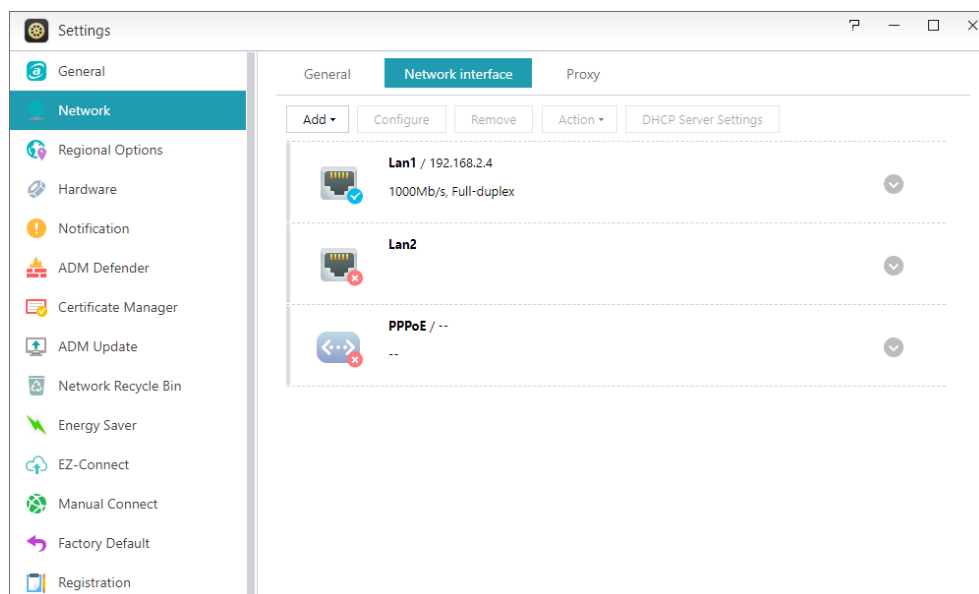 Settings
General
Network
Regional Options
Hardware
Notification
ADM Defender
Certificate Manager
ADM Update
Network Recycle Bin
Energy Saver
EZ-Connect
Manual Connect
Factory Default
Registration
General Network interface Proxy
Add Configure Remove Action DHCP Server Settings
Lan1 / 192.168.2.4
1000Mb/s, Full-duplex
Lan2
PPPoE / --
--